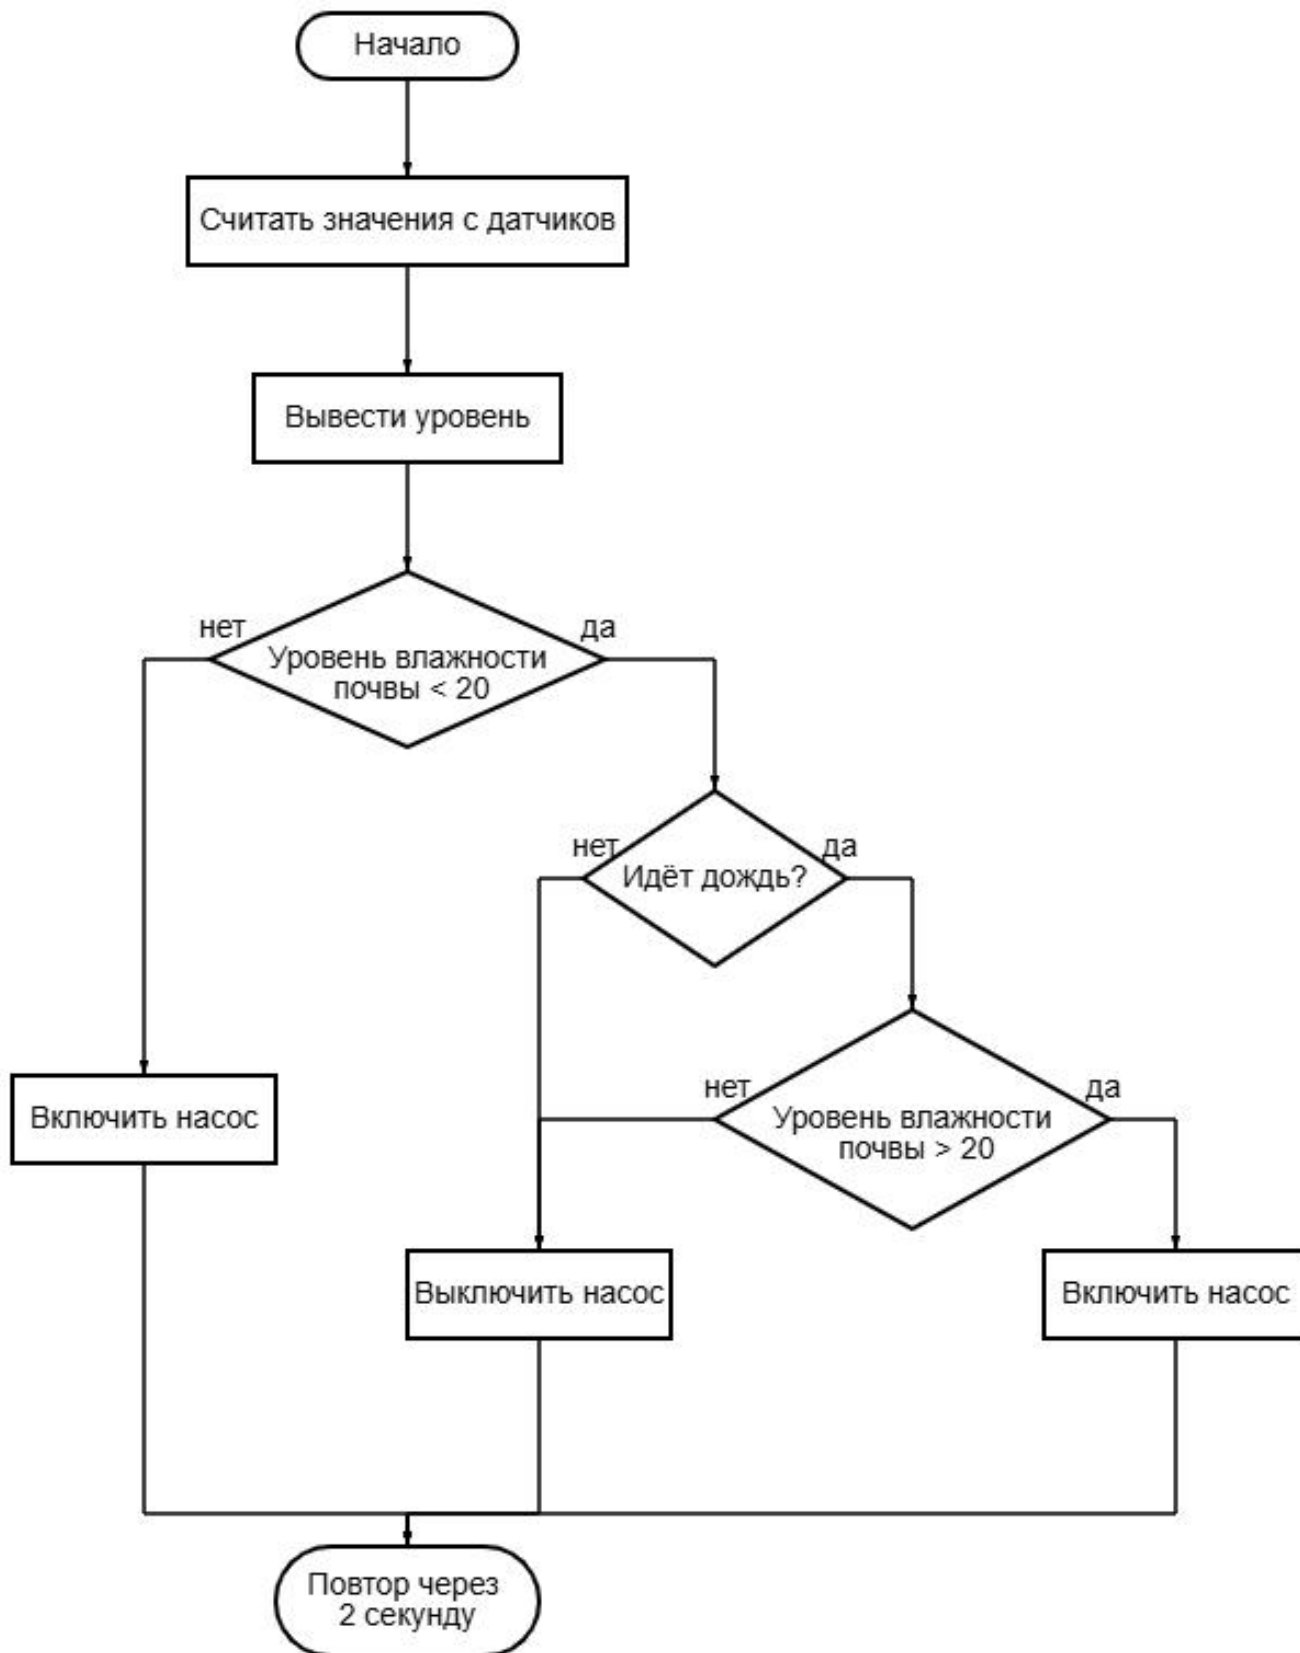 Начало
Считать значения с датчиков
Вывести уровень
нет
да
Уровень влажности
почвы < 20
нет
да
Идёт дождь?
нет
да
Включить насос
Уровень влажности
почвы > 20
Выключить насос
Включить насос
Повтор через
2 секунду